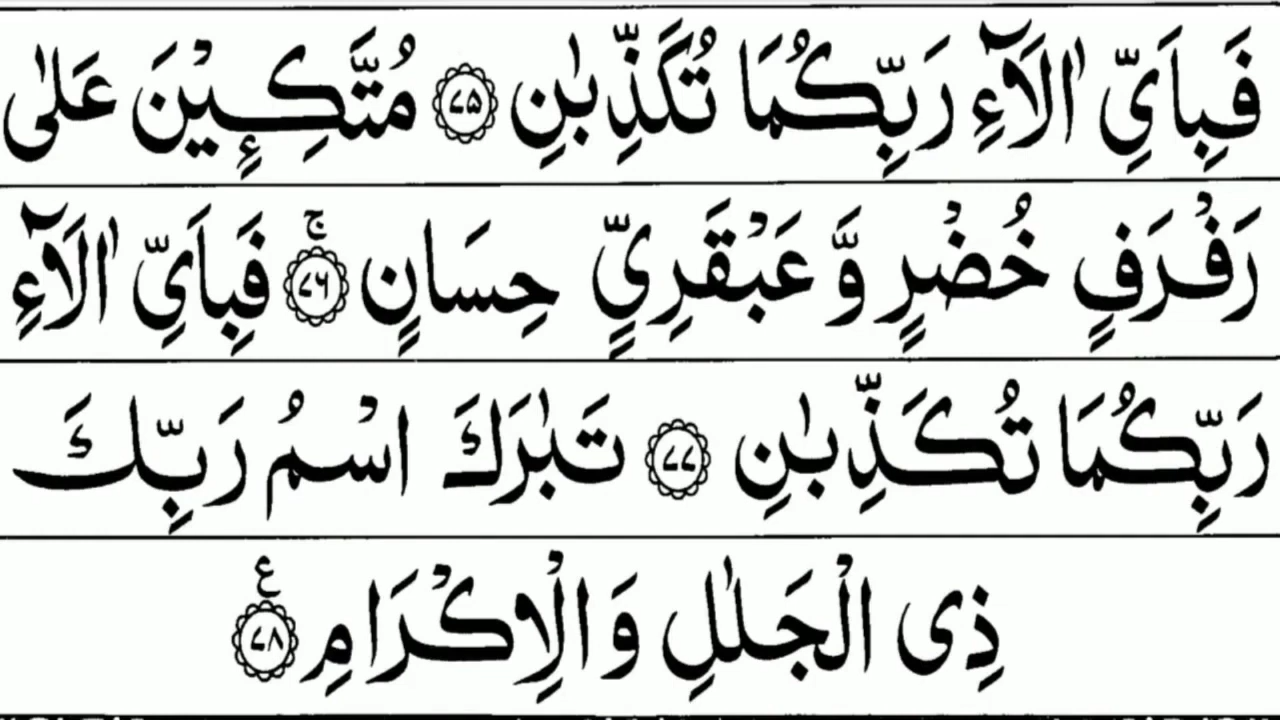 فَبِاَىِّ اٰلَآءِ رَبِّكُمَا تُكَذِّبٰنِ ۝۷۵ مُتَّكِـِٕيْنَ عَلٰى
رَفْرَفٍ خُضْرٍ وَّ عَبْقَرِىٍّ حِسَانٍ ۝۷۶ۚ فَبِاَىِّ اٰلَآءِ
رَبِّكُمَا تُكَذِّبٰنِ ۝۷۷ تَبٰرَكَ اسْمُ رَبِّكَ
ذِى الْجَلٰلِ وَ الْاِكْرَامِ ۝۷۸ ع